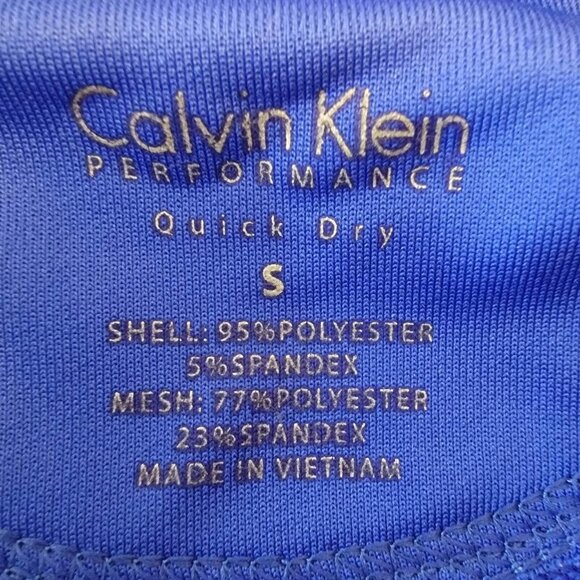 Calvin Klein
PERFORMANCE
Quick Dry
S
SHELL: 95%POLYESTER
5%SPANDEX
MESH: 77%POLYESTER
23%SPANDEX
MADE IN VIETNAM